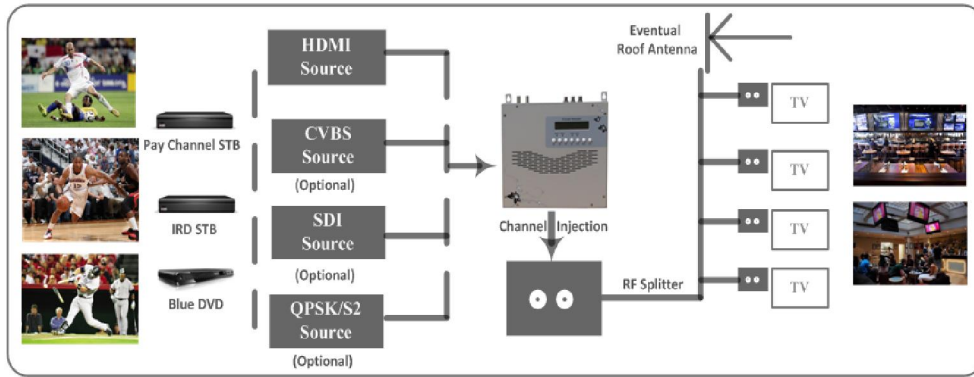 HDMI
Source
Pay Channel STB
CVBS
Source
(Optional)
IRD STB
SDI
Source
(Optional)
Blue DVD
QPSK/S2
Source
(Optional)
Channel Injection
RF Splitter
Eventual
Roof Antenna
TV
TV
TV
TV